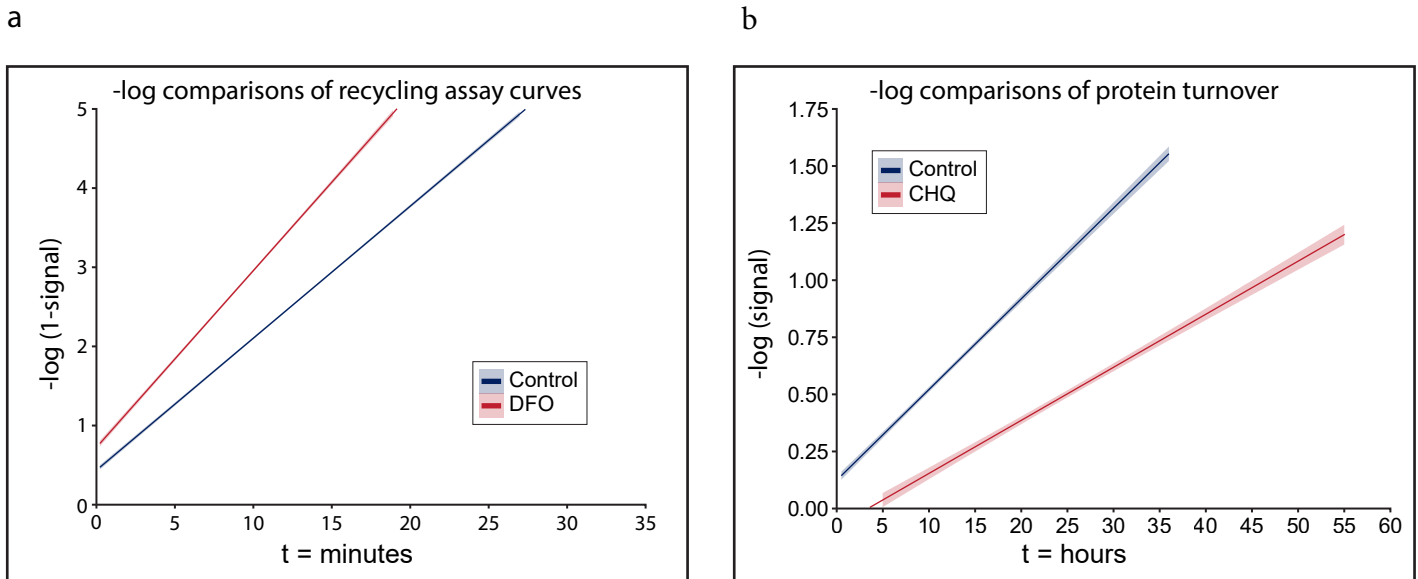 a
-log comparisons of recycling assay curves
5
4
3
2
1
0
-log (1-signal)
Control
DFO
0 5 10 15 20 25 30 35
t = minutes
b
-log comparisons of protein turnover
1.75
1.50
1.25
1.00
0.75
0.50
0.25
0.00
-log (signal)
Control
CHQ
0 5 10 15 20 25 30 35 40 45 50 55 60
t = hours